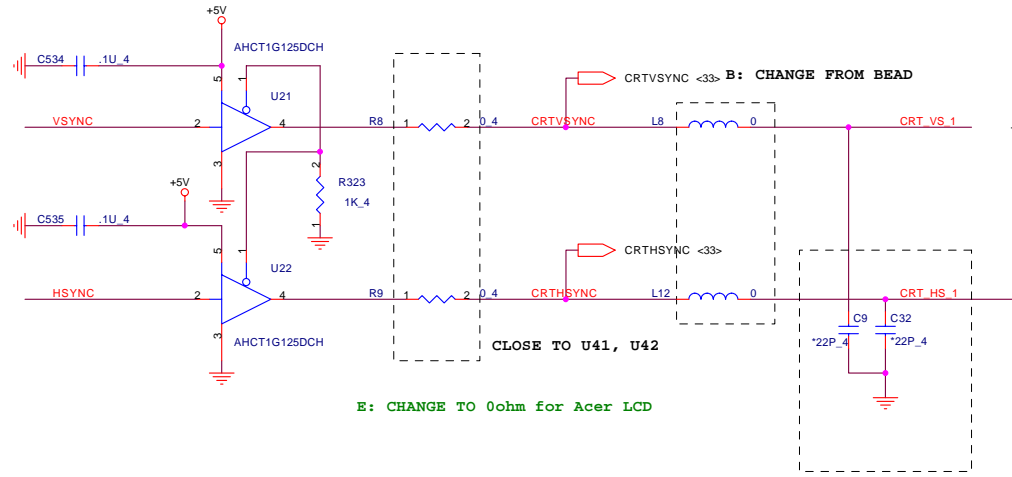 +5V
C534 .1U_4
AHCT1G125DCH
5
1
U21
CRTVSYNC <33>
B: CHANGE FROM BEAD
VSYNC 2 4 R8 1 2 0_4 CRTVSYNC L8 0 CRT_VS_1
3
2
R323
1K_4
1
+5V
C535 .1U_4
5
1
U22
CRTHSYNC <33>
HSYNC 2 4 R9 1 2 0_4 CRTHSYNC L12 0 CRT_HS_1
3
AHCT1G125DCH
C9 C32
*22P_4 *22P_4
CLOSE TO U41, U42
E: CHANGE TO 0ohm for Acer LCD